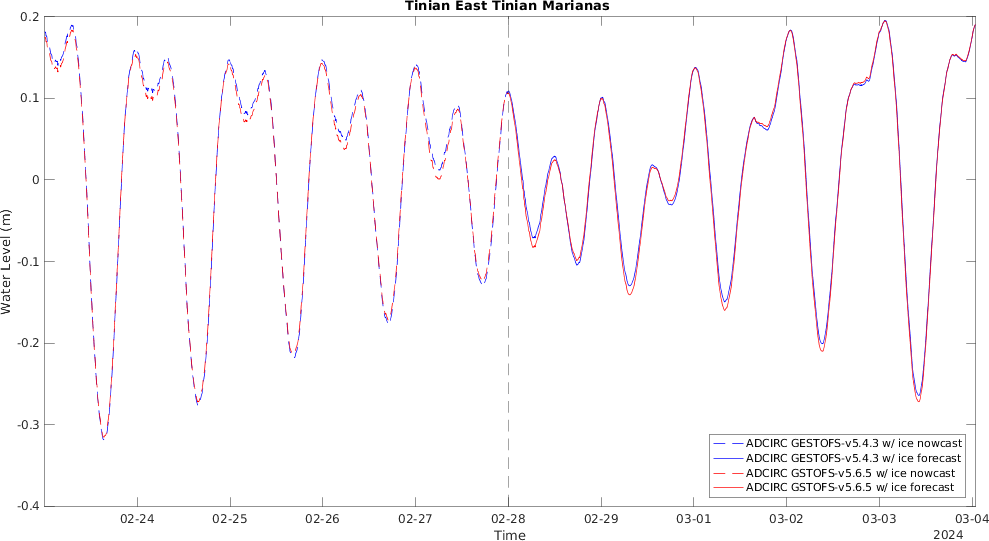 Tinian East Tinian Marianas
Water Level (m)
0.2
0.1
0
-0.1
-0.2
-0.3
-0.4
ADCIRC GESTOFS-v5.4.3 w/ ice nowcast
ADCIRC GESTOFS-v5.4.3 w/ ice forecast
ADCIRC GSTOFS-v5.6.5 w/ ice nowcast
ADCIRC GSTOFS-v5.6.5 w/ ice forecast
02-24 02-25 02-26 02-27 02-28 02-29 03-01 03-02 03-03 03-04
Time
2024